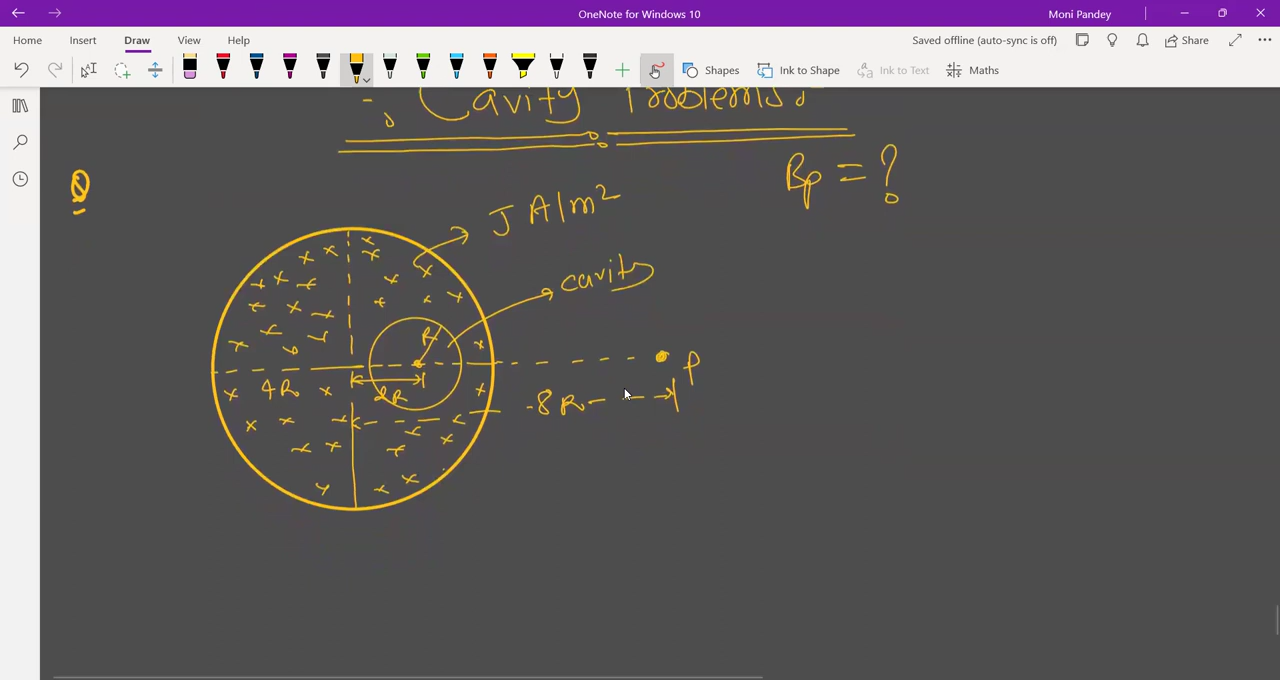 OneNote for Windows 10
Moni Pandey
Home Insert Draw View Help
Saved offline (auto-sync is off) Share
Shapes Ink to Shape Ink to Text Maths
:. Cavity Problems :-
Q
Bp = ?
J A/m²
cavity
R
P
4R 2R
8R